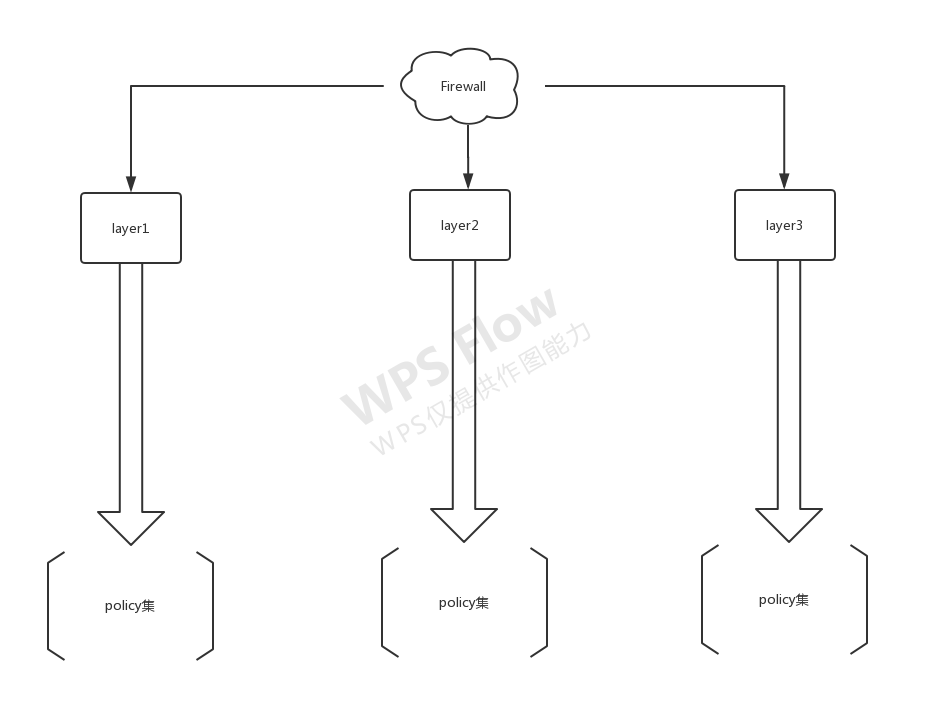 Firewall
layer1
layer2
layer3
WPS Flow
WPS仅提供作图能力
policy集
policy集
policy集